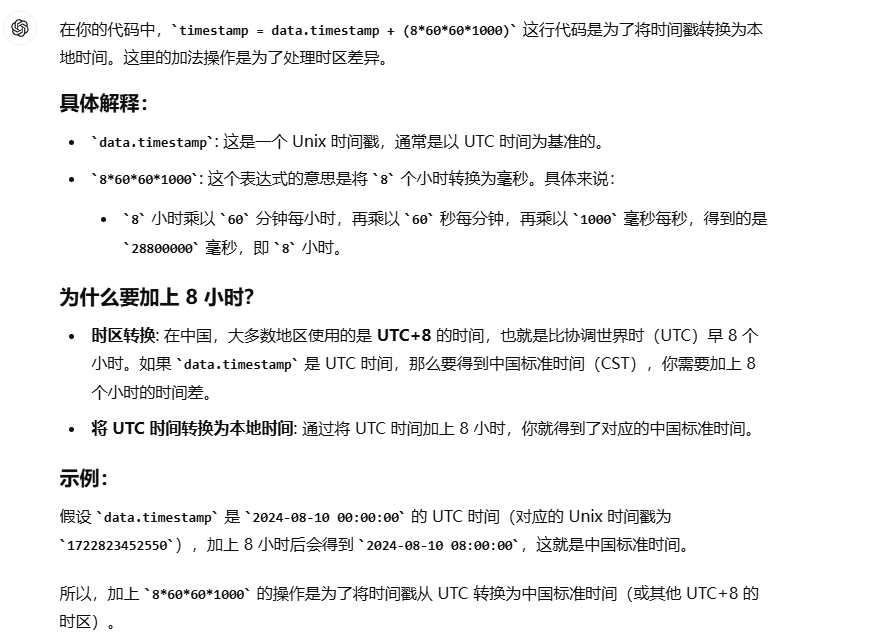 在你的代码中，`timestamp = data.timestamp + (8*60*60*1000)` 这行代码是为了将时间戳转换为本
地时间。这里的加法操作是为了处理时区差异。
具体解释：
• `data.timestamp`: 这是一个 Unix 时间戳，通常是以 UTC 时间为基准的。
• `8*60*60*1000`: 这个表达式的意思是将 `8` 个小时转换为毫秒。具体来说：
• `8` 小时乘以 `60` 分钟每小时，再乘以 `60` 秒每分钟，再乘以 `1000` 毫秒每秒，得到的是
`28800000` 毫秒，即 `8` 小时。
为什么要加上 8 小时？
• 时区转换: 在中国，大多数地区使用的是 UTC+8 的时间，也就是比协调世界时（UTC）早 8 个
小时。如果 `data.timestamp` 是 UTC 时间，那么要得到中国标准时间（CST），你需要加上 8
个小时的时间差。
• 将 UTC 时间转换为本地时间: 通过将 UTC 时间加上 8 小时，你就得到了对应的中国标准时间。
示例：
假设 `data.timestamp` 是 `2024-08-10 00:00:00` 的 UTC 时间（对应的 Unix 时间戳为
`1722823452550`），加上 8 小时后会得到 `2024-08-10 08:00:00`，这就是中国标准时间。
所以，加上 `8*60*60*1000` 的操作是为了将时间戳从 UTC 转换为中国标准时间（或其他 UTC+8 的
时区）。